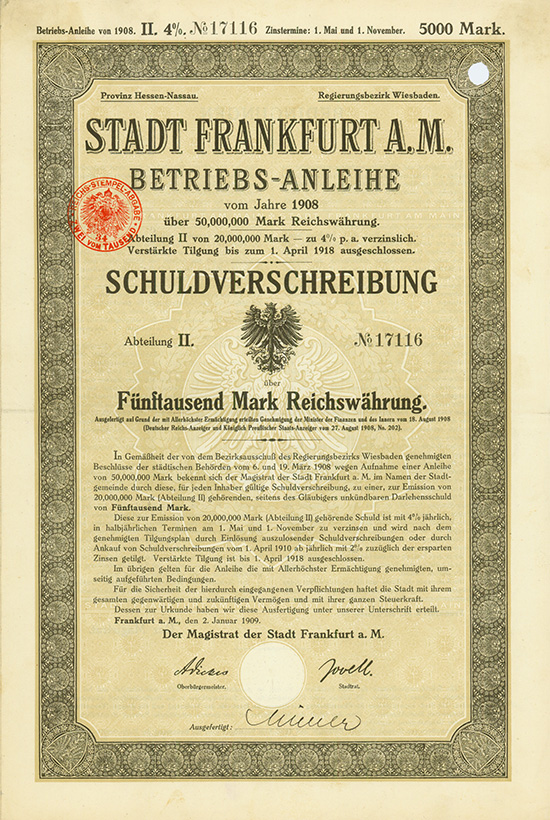 Betriebs-Anleihe von 1908. II. 4%. № 17116 Zinstermine: 1. Mai und 1. November. 5000 Mark.
Provinz Hessen-Nassau. Regierungsbezirk Wiesbaden.
STADT FRANKFURT A. M.
BETRIEBS-ANLEIHE
vom Jahre 1908
über 50,000,000 Mark Reichswährung.
Abteilung II von 20,000,000 Mark — zu 4% p. a. verzinslich.
Verstärkte Tilgung bis zum 1. April 1918 ausgeschlossen.
REICHS-STEMPEL-ABGABE
34
ZWEI VOM TAUSEND
SCHULDVERSCHREIBUNG
Abteilung II. № 17116
über
Fünftausend Mark Reichswährung.
Ausgefertigt auf Grund der mit Allerhöchster Ermächtigung erteilten Genehmigung der Minister der Finanzen und des Innern vom 18. August 1908
(Deutscher Reichs-Anzeiger und Königlich Preußischer Staats-Anzeiger vom 27. August 1908, No. 202).
In Gemäßheit der von dem Bezirksausschuß des Regierungsbezirks Wiesbaden genehmigten
Beschlüsse der städtischen Behörden vom 6. und 19. März 1908 wegen Aufnahme einer Anleihe
von 50,000,000 Mark bekennt sich der Magistrat der Stadt Frankfurt a. M. im Namen der Stadt-
gemeinde durch diese, für jeden Inhaber gültige Schuldverschreibung, zu einer, zur Emission von
20,000,000 Mark (Abteilung II) gehörenden, seitens des Gläubigers unkündbaren Darlehensschuld
von Fünftausend Mark.
Diese zur Emission von 20,000,000 Mark (Abteilung II) gehörende Schuld ist mit 4% jährlich,
in halbjährlichen Terminen am 1. Mai und 1. November zu verzinsen und wird nach dem
genehmigten Tilgungsplan durch Einlösung auszulosender Schuldverschreibungen oder durch
Ankauf von Schuldverschreibungen vom 1. April 1910 ab jährlich mit 2% zuzüglich der ersparten
Zinsen getilgt. Verstärkte Tilgung ist bis 1. April 1918 ausgeschlossen.
Im übrigen gelten für die Anleihe die mit Allerhöchster Ermächtigung genehmigten, um-
seitig aufgeführten Bedingungen.
Für die Sicherheit der hierdurch eingegangenen Verpflichtungen haftet die Stadt mit ihrem
gesamten gegenwärtigen und zukünftigen Vermögen und mit ihrer ganzen Steuerkraft.
Dessen zur Urkunde haben wir diese Ausfertigung unter unserer Unterschrift erteilt.
Frankfurt a. M., den 2. Januar 1909.
Der Magistrat der Stadt Frankfurt a. M.
Adickes
Oberbürgermeister. Stadtrat.
Ausgefertigt: